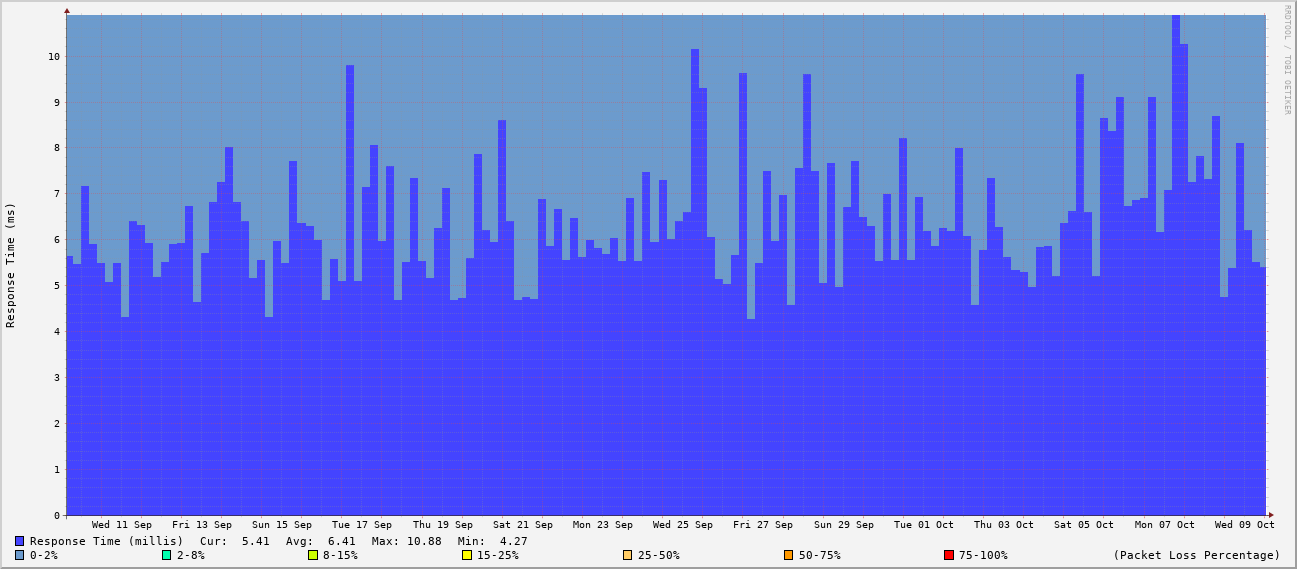 RRDTOOL / TOBI OETIKER
Response Time (ms)
10
9
8
7
6
5
4
3
2
1
0
Wed 11 Sep Fri 13 Sep Sun 15 Sep Tue 17 Sep Thu 19 Sep Sat 21 Sep Mon 23 Sep Wed 25 Sep Fri 27 Sep Sun 29 Sep Tue 01 Oct Thu 03 Oct Sat 05 Oct Mon 07 Oct Wed 09 Oct
Response Time (millis) Cur: 5.41 Avg: 6.41 Max: 10.88 Min: 4.27
0-2% 2-8% 8-15% 15-25% 25-50% 50-75% 75-100% (Packet Loss Percentage)